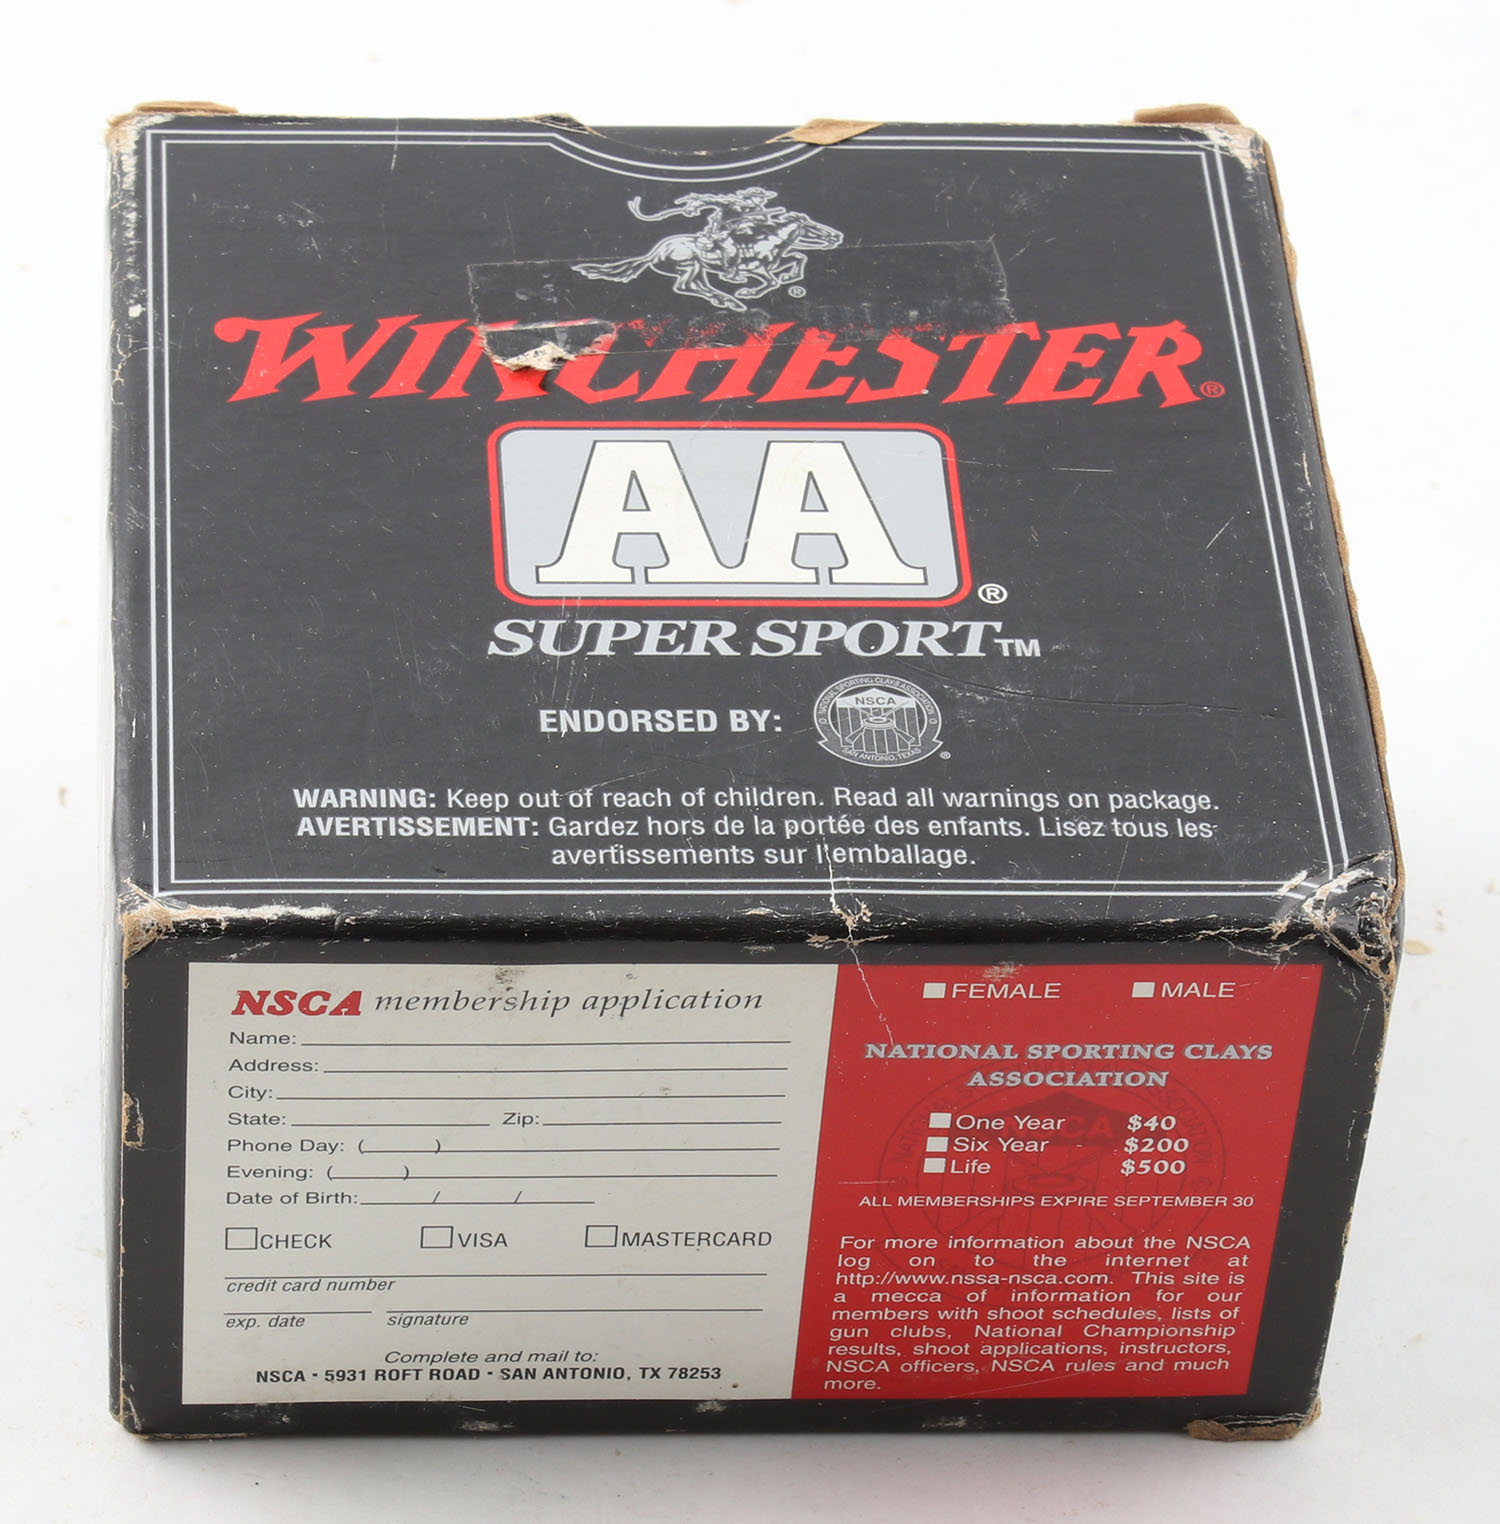 WINCHESTER®
AA®
SUPER SPORT™
ENDORSED BY:
NATIONAL SPORTING CLAYS ASSOCIATION
NSCA
SAN ANTONIO, TEXAS
®
WARNING: Keep out of reach of children. Read all warnings on package.
AVERTISSEMENT: Gardez hors de la portée des enfants. Lisez tous les
avertissements sur l'emballage.
NSCA membership application
Name:
Address:
City:
State: Zip:
Phone Day: ( )
Evening: ( )
Date of Birth: / /
CHECK VISA MASTERCARD
credit card number
exp. date signature
Complete and mail to:
NSCA · 5931 ROFT ROAD · SAN ANTONIO, TX 78253
FEMALE MALE
NATIONAL SPORTING CLAYS
ASSOCIATION
One Year $40
Six Year $200
Life $500
ALL MEMBERSHIPS EXPIRE SEPTEMBER 30
For more information about the NSCA
log on to the internet at
http://www.nssa-nsca.com. This site is
a mecca of information for our
members with shoot schedules, lists of
gun clubs, National Championship
results, shoot applications, instructors,
NSCA officers, NSCA rules and much
more.